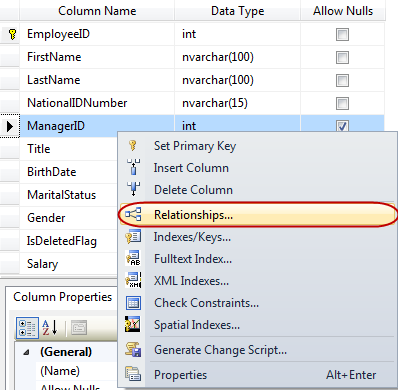 Column Name Data Type Allow Nulls
EmployeeID int
FirstName nvarchar(100)
LastName nvarchar(100)
NationalIDNumber nvarchar(15)
ManagerID int
Title
BirthDate
MaritalStatus
Gender
IsDeletedFlag
Salary
Set Primary Key
Insert Column
Delete Column
Relationships...
Indexes/Keys...
Fulltext Index...
XML Indexes...
Check Constraints...
Spatial Indexes...
Generate Change Script...
Properties Alt+Enter
Column Properties
(General)
(Name)
Allow Nulls